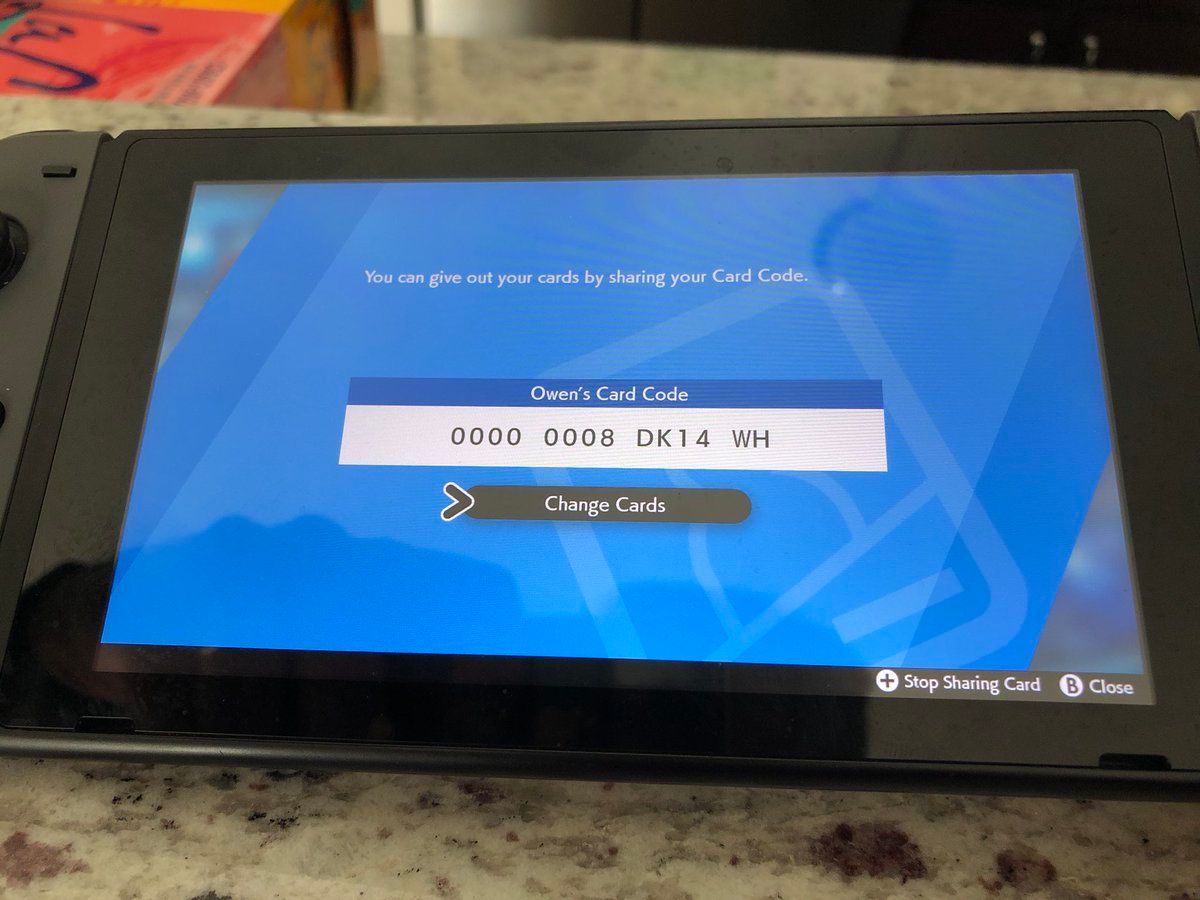 You can give out your cards by sharing your Card Code.
Owen's Card Code
0000 0008 DK14 WH
Change Cards
+ Stop Sharing Card B Close